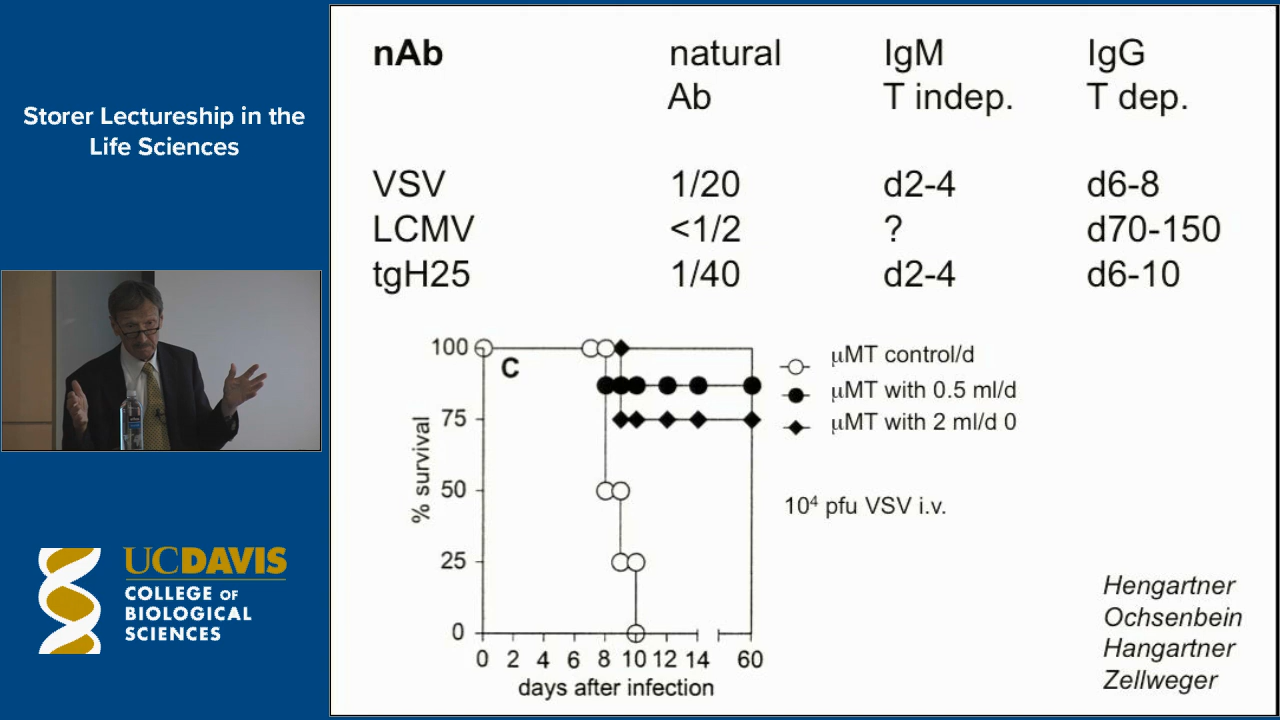 Storer Lectureship in the
Life Sciences
UCDAVIS
COLLEGE OF
BIOLOGICAL
SCIENCES
nAb natural IgM IgG
Ab T indep. T dep.
VSV 1/20 d2-4 d6-8
LCMV <1/2 ? d70-150
tgH25 1/40 d2-4 d6-10
C
% survival
100
75
50
25
0
0 2 4 6 8 10 12 14 60
days after infection
μMT control/d
μMT with 0.5 ml/d
μMT with 2 ml/d 0
10⁴ pfu VSV i.v.
Hengartner
Ochsenbein
Hangartner
Zellweger